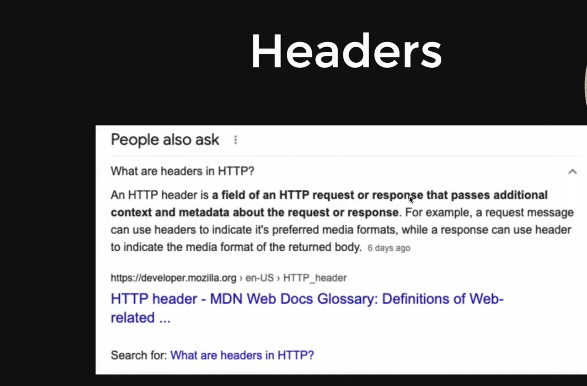 Headers
People also ask
What are headers in HTTP?
An HTTP header is a field of an HTTP request or response that passes additional
context and metadata about the request or response. For example, a request message
can use headers to indicate it's preferred media formats, while a response can use header
to indicate the media format of the returned body. 6 days ago
https://developer.mozilla.org › en-US › HTTP_header
HTTP header - MDN Web Docs Glossary: Definitions of Web-
related ...
Search for: What are headers in HTTP?